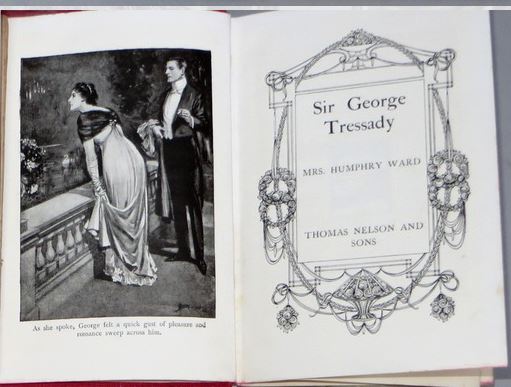 As she spoke, George felt a quick gust of pleasure and
romance sweep across him.
Sir George
Tressady
MRS. HUMPHRY WARD
THOMAS NELSON AND
SONS